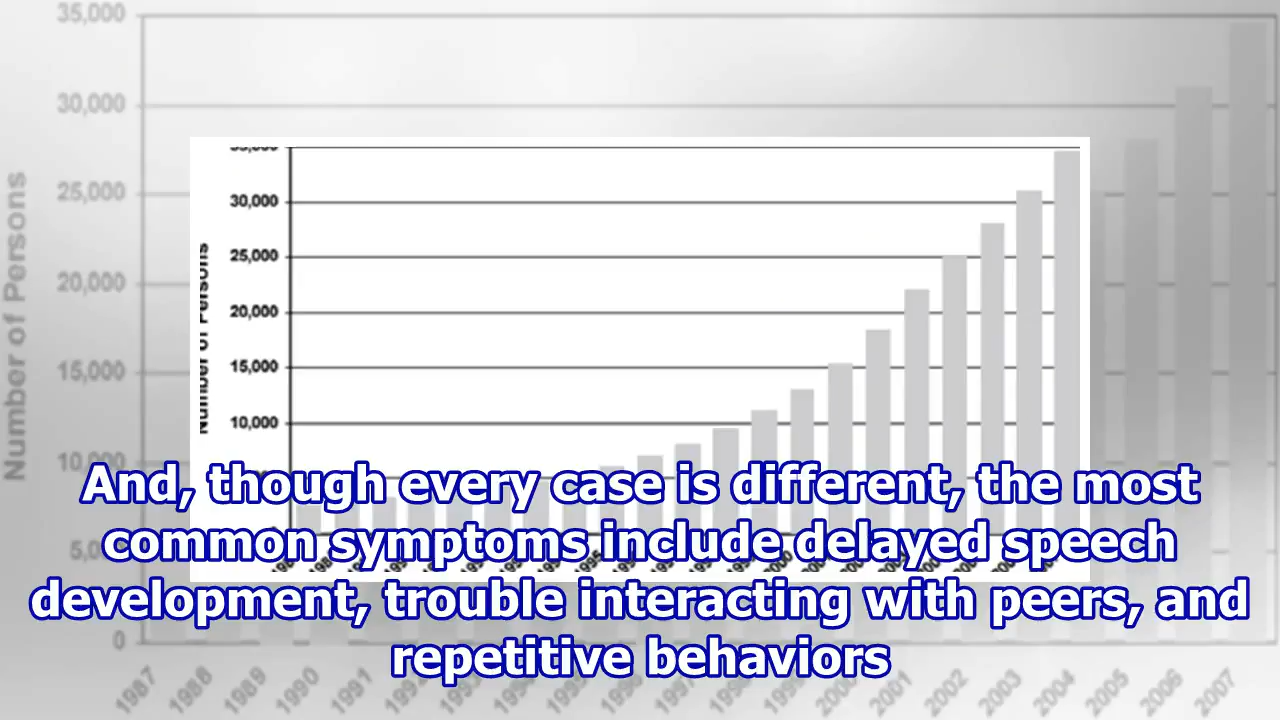 35,000
30,000
25,000
20,000
15,000
10,000
0
Number of Persons
30,000
25,000
20,000
15,000
10,000
Number of Persons
And, though every case is different, the most
common symptoms include delayed speech
development, trouble interacting with peers, and
repetitive behaviors
1987 1988 1989 1990 1991 2001 2002 2003 2004 2005 2006 2007